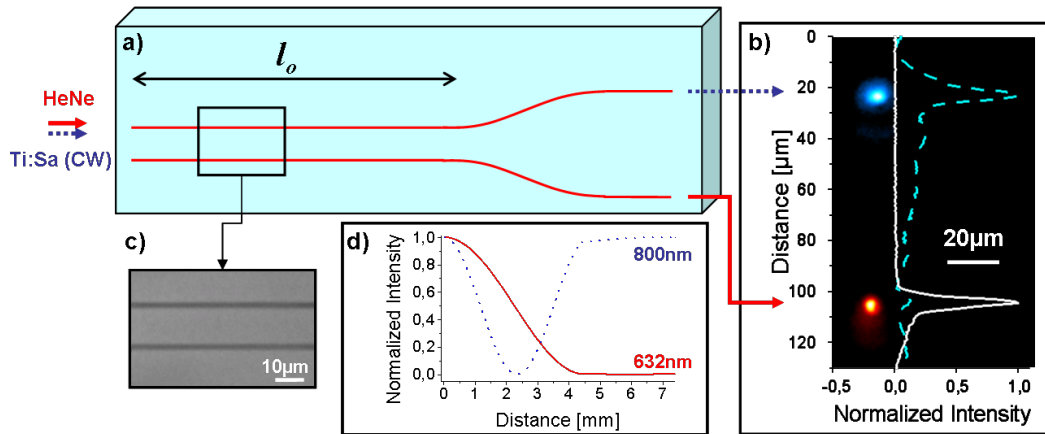 a)
l₀
HeNe
Ti:Sa (CW)
c)
10µm
d)
Normalized Intensity
1,0
0,8
0,6
0,4
0,2
0,0
800nm
632nm
0 1 2 3 4 5 6 7
Distance [mm]
b)
Distance [µm]
0
20
40
60
80
100
120
20µm
-0,5 0,0 0,5 1,0
Normalized Intensity